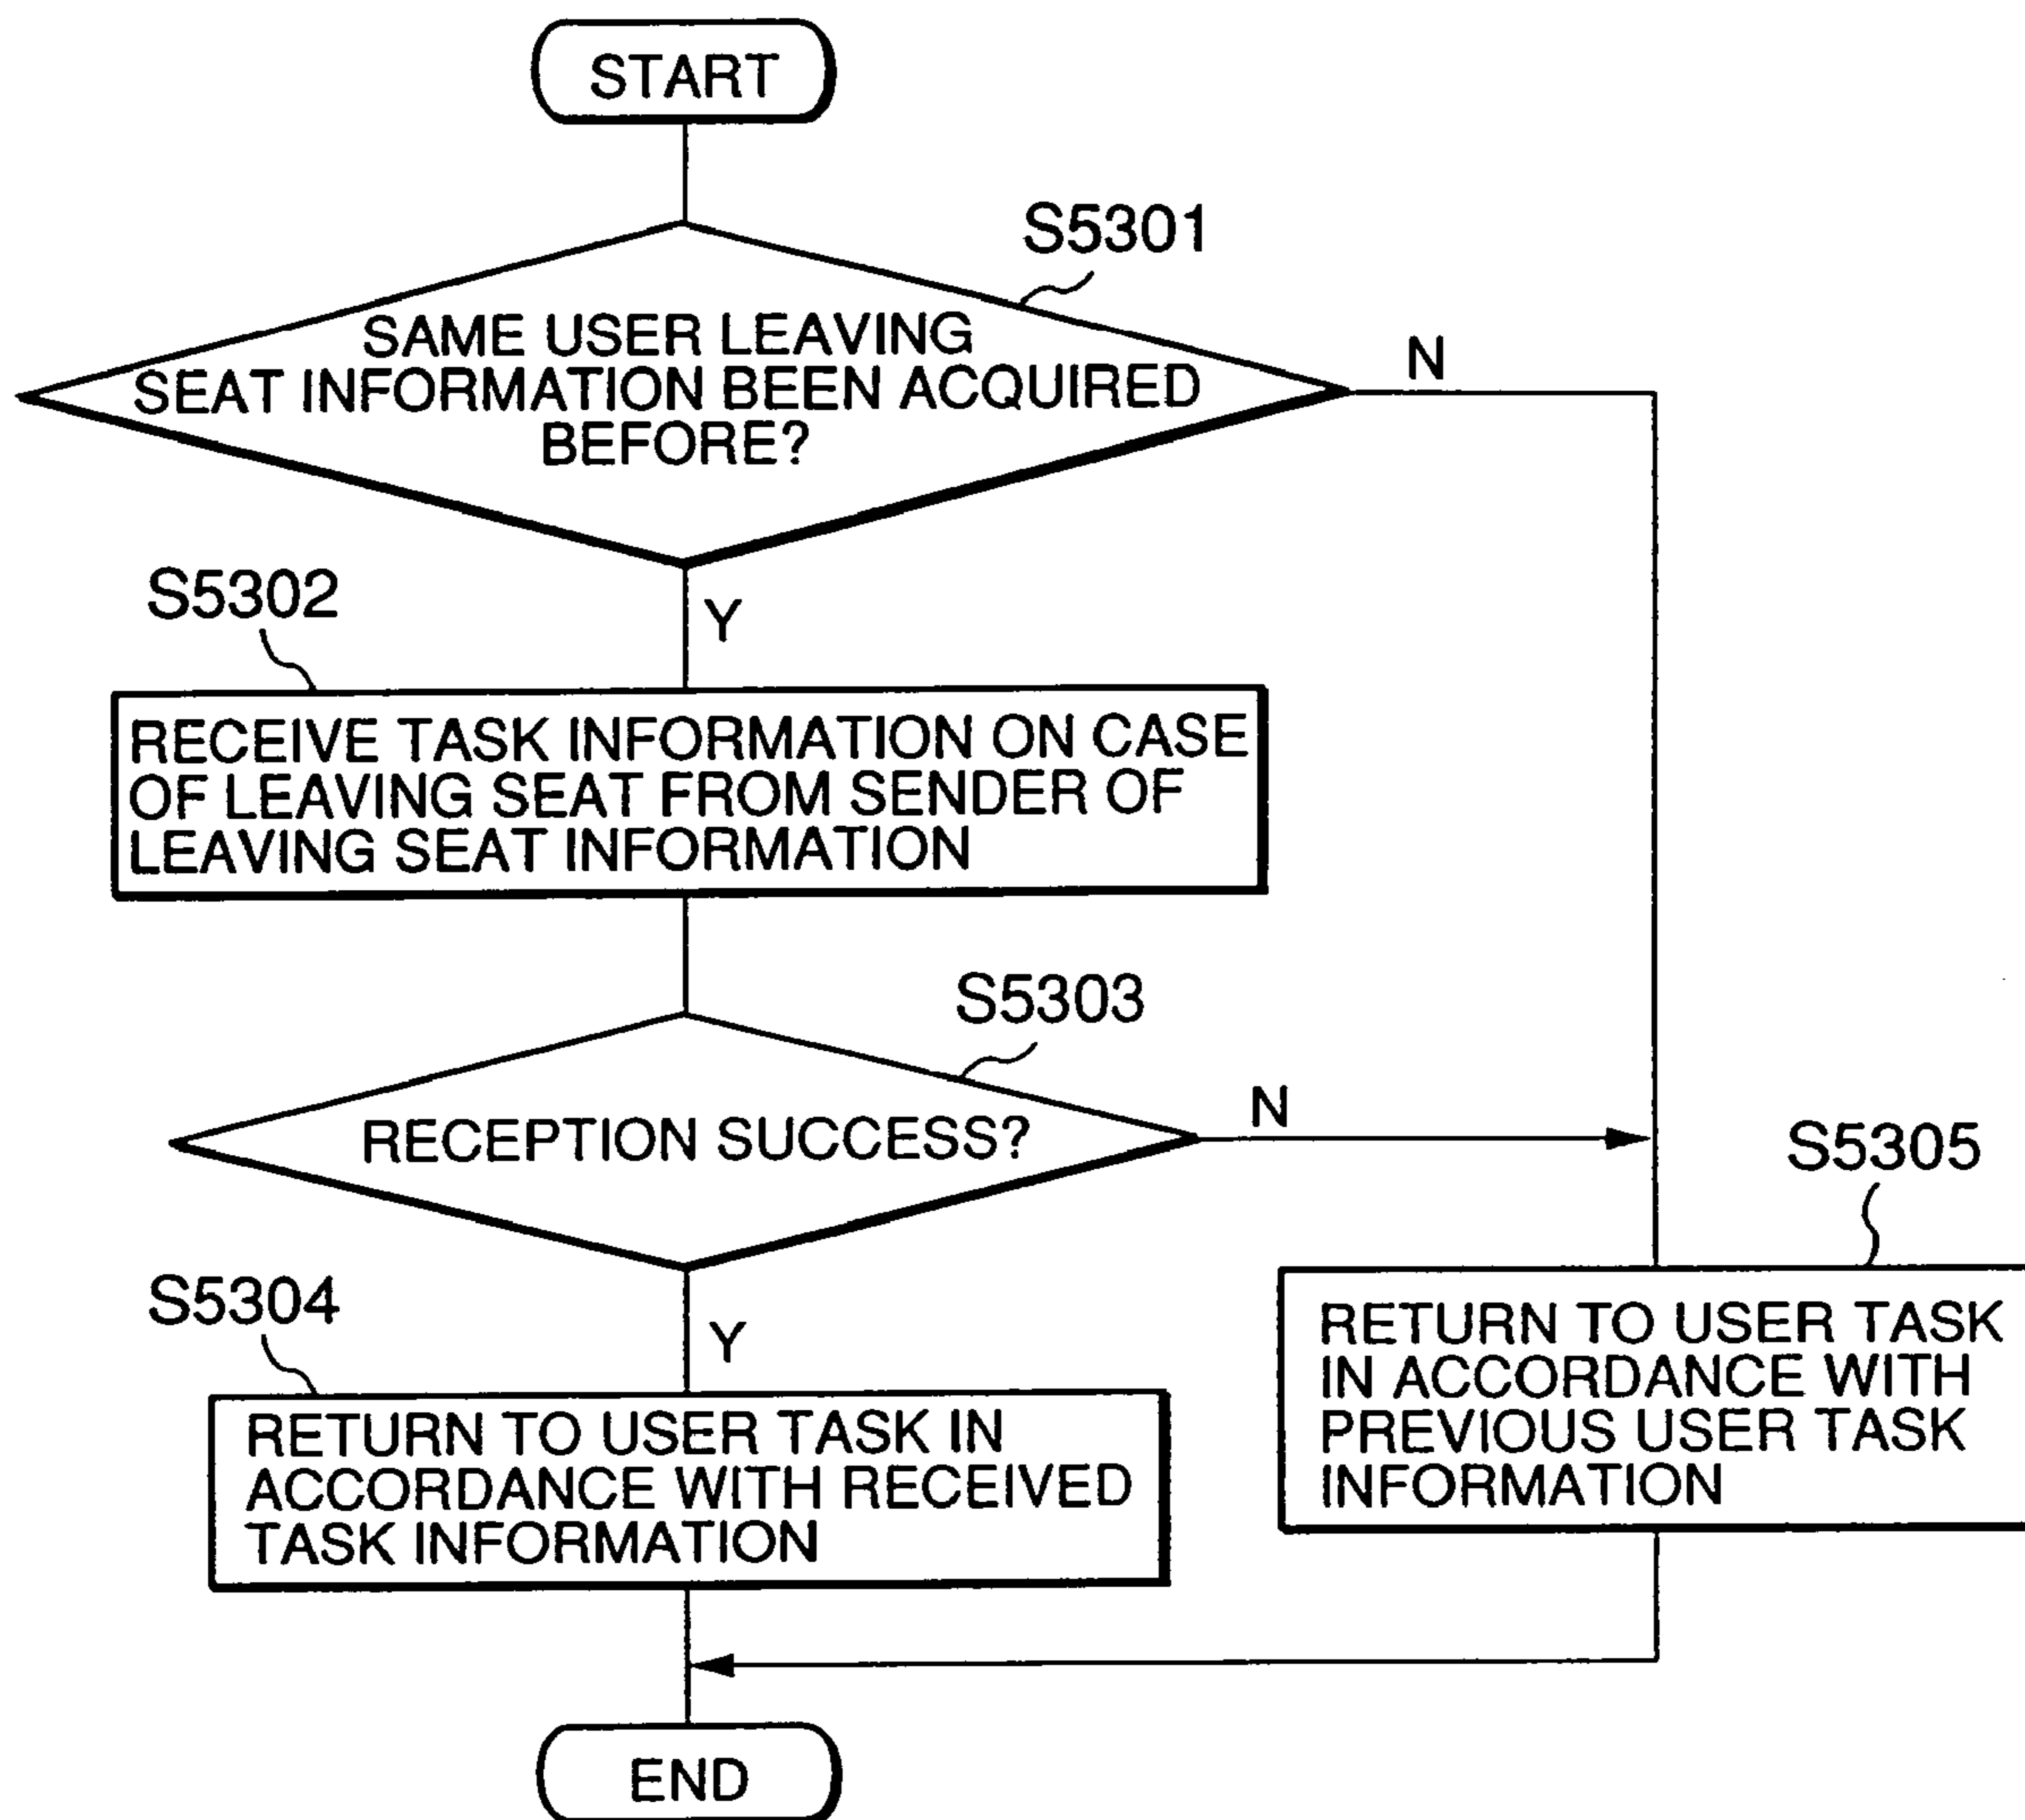 START
S5301
SAME USER LEAVING
SEAT INFORMATION BEEN ACQUIRED
BEFORE?
N
S5302
Y
RECEIVE TASK INFORMATION ON CASE
OF LEAVING SEAT FROM SENDER OF
LEAVING SEAT INFORMATION
S5303
RECEPTION SUCCESS?
N
S5305
S5304
Y
RETURN TO USER TASK
IN ACCORDANCE WITH
PREVIOUS USER TASK
INFORMATION
RETURN TO USER TASK IN
ACCORDANCE WITH RECEIVED
TASK INFORMATION
END